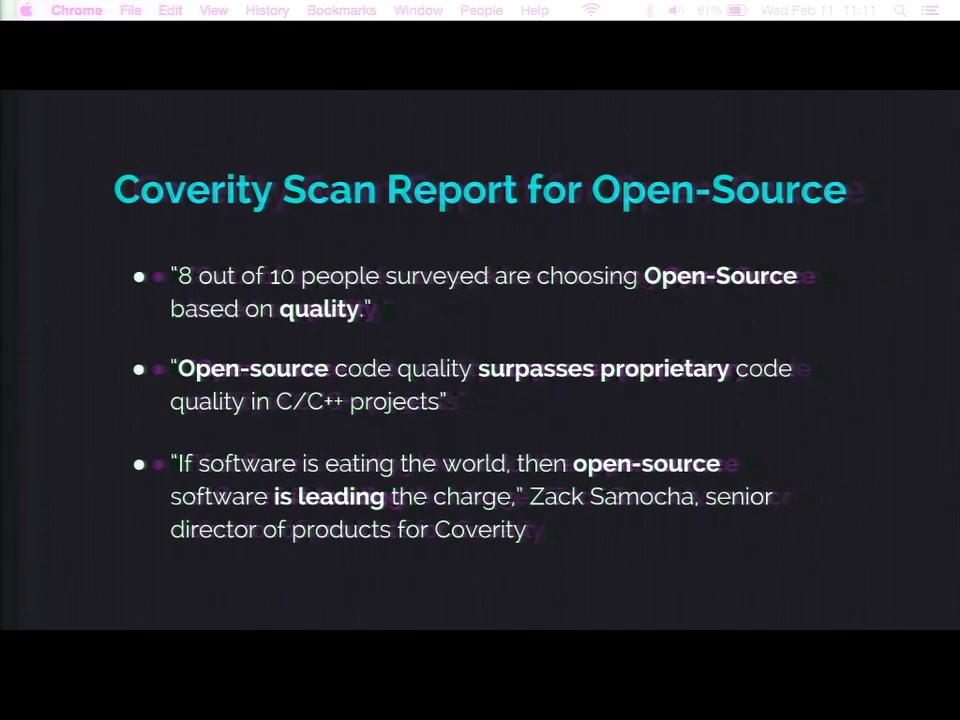 Chrome File Edit View History Bookmarks Window People Help 61% Wed Feb 11 11:11
Coverity Scan Report for Open-Source
● “8 out of 10 people surveyed are choosing Open-Source
based on quality.”
● “Open-source code quality surpasses proprietary code
quality in C/C++ projects”
● “If software is eating the world, then open-source
software is leading the charge,” Zack Samocha, senior
director of products for Coverity